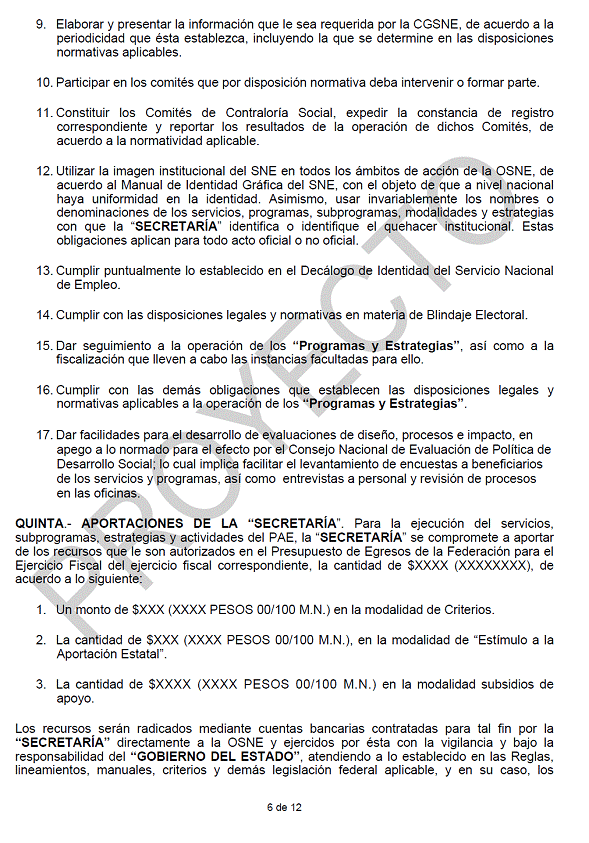 9. Elaborar y presentar la información que le sea requerida por la CGSNE, de acuerdo a la
periodicidad que ésta establezca, incluyendo la que se determine en las disposiciones
normativas aplicables.
10. Participar en los comités que por disposición normativa deba intervenir o formar parte.
11. Constituir los Comités de Contraloría Social, expedir la constancia de registro
correspondiente y reportar los resultados de la operación de dichos Comités, de
acuerdo a la normatividad aplicable.
12. Utilizar la imagen institucional del SNE en todos los ámbitos de acción de la OSNE, de
acuerdo al Manual de Identidad Gráfica del SNE, con el objeto de que a nivel nacional
haya uniformidad en la identidad. Asimismo, usar invariablemente los nombres o
denominaciones de los servicios, programas, subprogramas, modalidades y estrategias
con que la “SECRETARÍA” identifica o identifique el quehacer institucional. Estas
obligaciones aplican para todo acto oficial o no oficial.
13. Cumplir puntualmente lo establecido en el Decálogo de Identidad del Servicio Nacional
de Empleo.
14. Cumplir con las disposiciones legales y normativas en materia de Blindaje Electoral.
15. Dar seguimiento a la operación de los “Programas y Estrategias”, así como a la
fiscalización que lleven a cabo las instancias facultadas para ello.
16. Cumplir con las demás obligaciones que establecen las disposiciones legales y
normativas aplicables a la operación de los “Programas y Estrategias”.
17. Dar facilidades para el desarrollo de evaluaciones de diseño, procesos e impacto, en
apego a lo normado para el efecto por el Consejo Nacional de Evaluación de Política de
Desarrollo Social; lo cual implica facilitar el levantamiento de encuestas a beneficiarios
de los servicios y programas, así como entrevistas a personal y revisión de procesos
en las oficinas.
QUINTA.- APORTACIONES DE LA “SECRETARÍA”. Para la ejecución del servicios,
subprogramas, estrategias y actividades del PAE, la “SECRETARÍA” se compromete a aportar
de los recursos que le son autorizados en el Presupuesto de Egresos de la Federación para el
Ejercicio Fiscal del ejercicio fiscal correspondiente, la cantidad de $XXXX (XXXXXXXX), de
acuerdo a lo siguiente:
1. Un monto de $XXX (XXXX PESOS 00/100 M.N.) en la modalidad de Criterios.
2. La cantidad de $XXX (XXXX PESOS 00/100 M.N.), en la modalidad de “Estímulo a la
Aportación Estatal”.
3. La cantidad de $XXXX (XXXX PESOS 00/100 M.N.) en la modalidad subsidios de
apoyo.
Los recursos serán radicados mediante cuentas bancarias contratadas para tal fin por la
“SECRETARÍA” directamente a la OSNE y ejercidos por ésta con la vigilancia y bajo la
responsabilidad del “GOBIERNO DEL ESTADO”, atendiendo a lo establecido en las Reglas,
lineamientos, manuales, criterios y demás legislación federal aplicable, y en su caso, los
6 de 12
PROYECTO